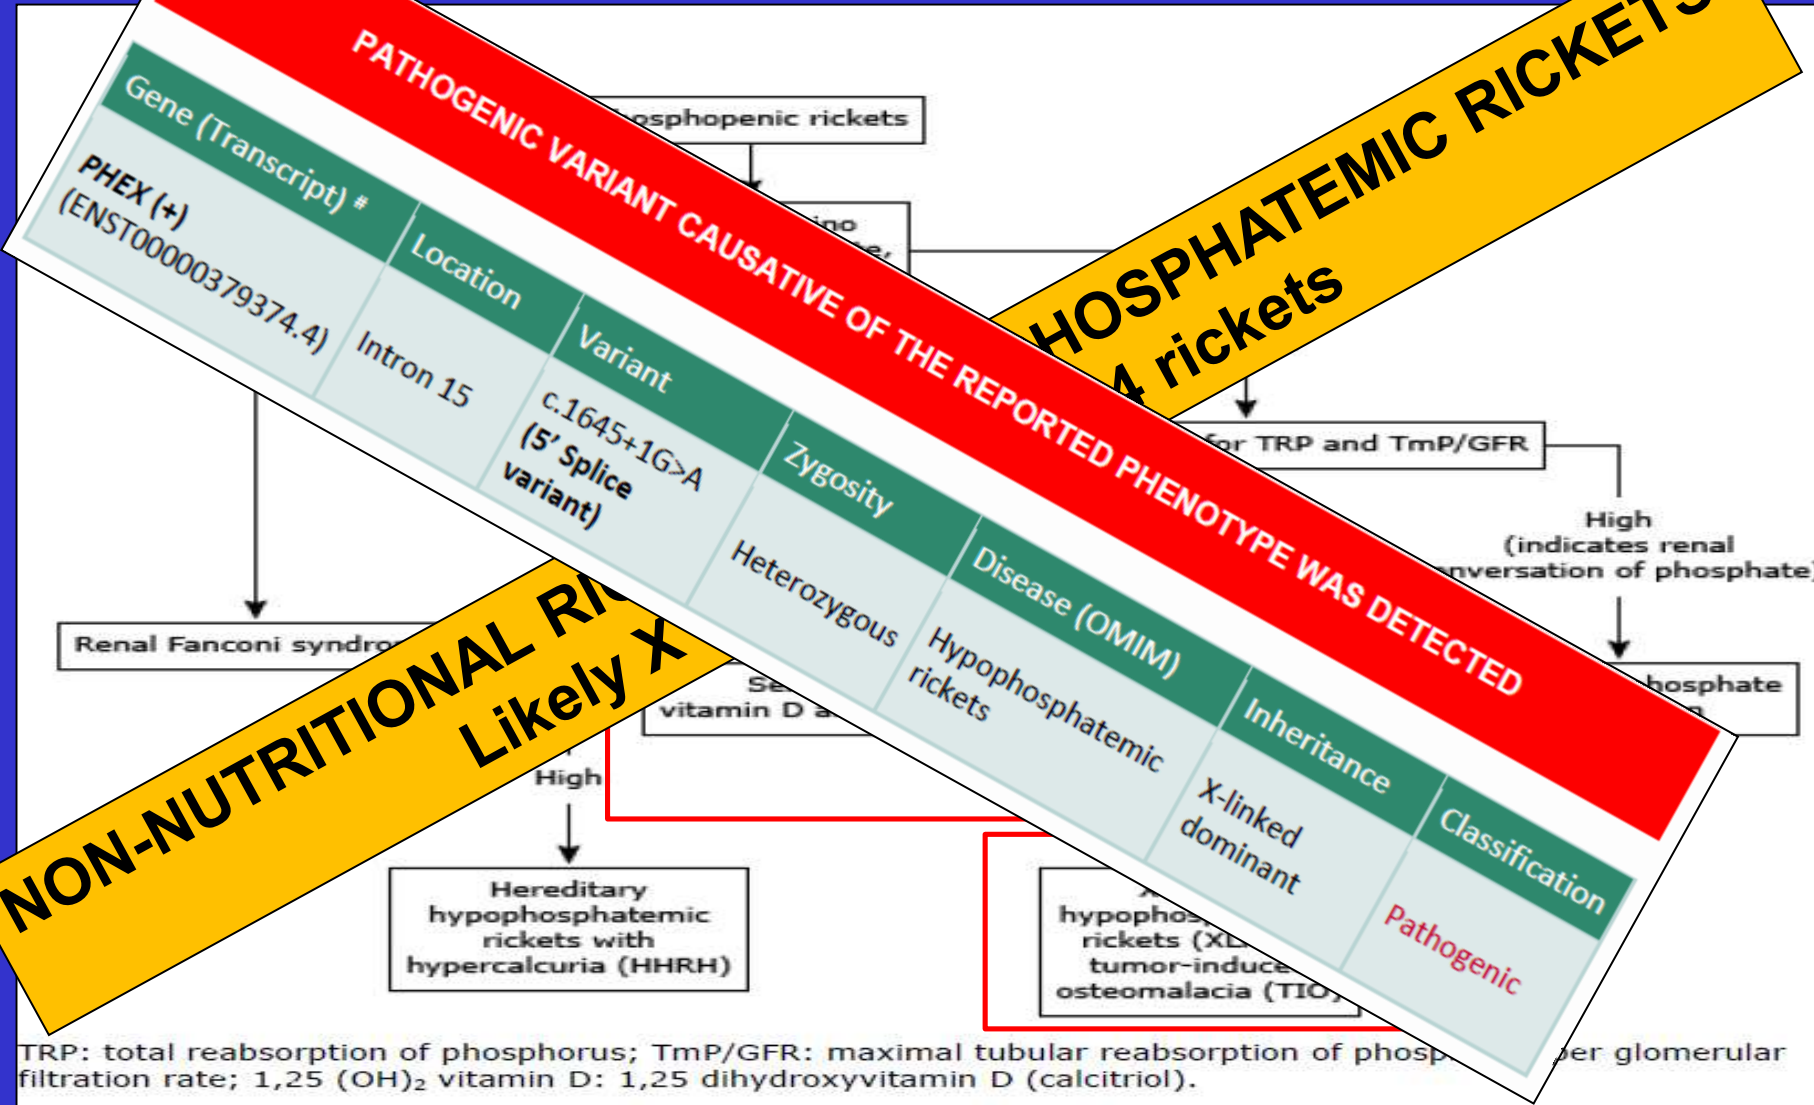 PATHOGENIC VARIANT CAUSATIVE OF THE REPORTED PHENOTYPE WAS DETECTED
Gene (Transcript) #
Location
Variant
Zygosity
Disease (OMIM)
Inheritance
Classification
PHEX (+)
(ENST00000379374.4)
Intron 15
c.1645+1G>A
(5’ Splice
variant)
Heterozygous
Hypophosphatemic
rickets
X-linked
dominant
Pathogenic
NON-NUTRITIONAL
HOSPHATEMIC RICKETS
Likely X
4 rickets
osphopenic rickets
for TRP and TmP/GFR
High
(indicates renal
nversation of phosphate)
Renal Fanconi syndro
vitamin D
hosphate
High
Hereditary
hypophosphatemic
rickets with
hypercalcuria (HHRH)
hypophos
rickets (XL
tumor-induce
osteomalacia (TIO)
TRP: total reabsorption of phosphorus; TmP/GFR: maximal tubular reabsorption of phosp per glomerular
filtration rate; 1,25 (OH)₂ vitamin D: 1,25 dihydroxyvitamin D (calcitriol).